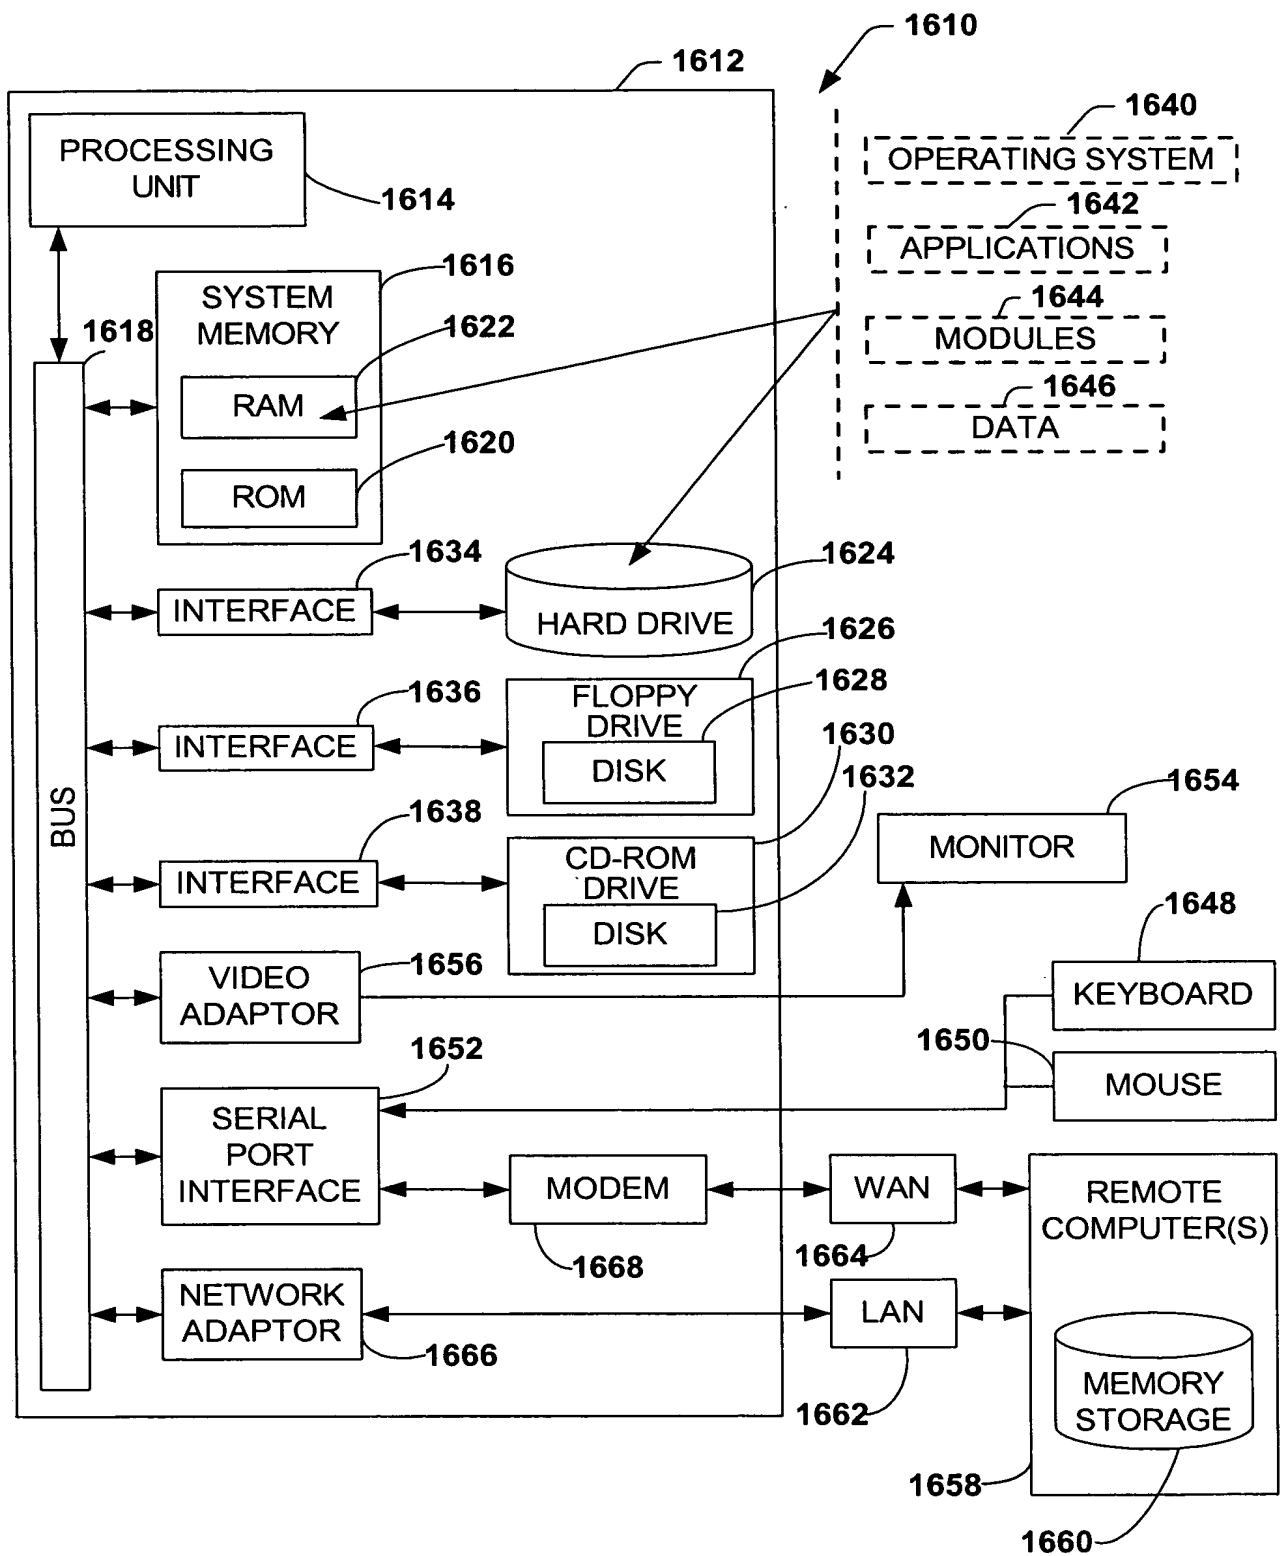 1610
1612
PROCESSING
UNIT
1614
1640
OPERATING SYSTEM
1642
APPLICATIONS
1644
MODULES
1646
DATA
1616
SYSTEM
MEMORY
1618
1622
RAM
1620
ROM
1634
INTERFACE
1624
HARD DRIVE
1626
1636
INTERFACE
FLOPPY
DRIVE
1628
DISK
1630
1632
1638
INTERFACE
CD-ROM
DRIVE
DISK
BUS
1654
MONITOR
1656
VIDEO
ADAPTOR
1648
KEYBOARD
1650
MOUSE
1652
SERIAL
PORT
INTERFACE
MODEM
1668
WAN
1664
REMOTE
COMPUTER(S)
NETWORK
ADAPTOR
1666
LAN
1662
MEMORY
STORAGE
1658
1660